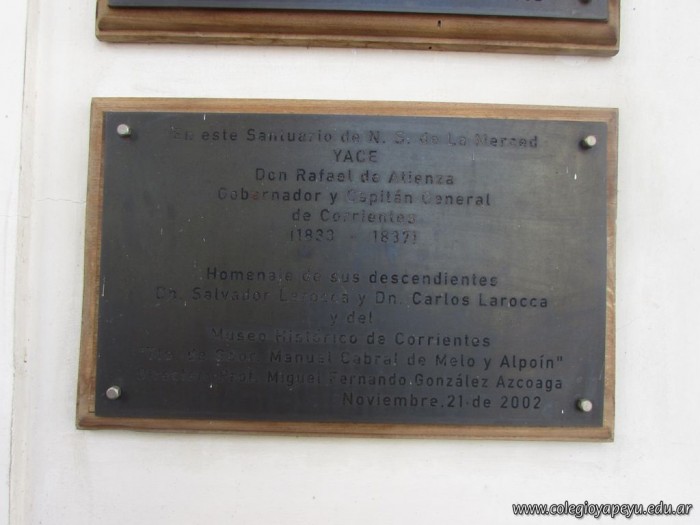 En este Santuario de N. S. de La Merced
YACE
Don Rafael de Atienza
Gobernador y Capitán General
de Corrientes
(1833 - 1837)
Homenaje de sus descendientes
Dn. Salvador Larocca y Dn. Carlos Larocca
y del
Museo Histórico de Corrientes
Manuel Cabral de Melo y Alpoín"
Prof. Miguel Fernando González Azcoaga
Noviembre, 21 de 2002
www.colegioyapeyu.edu.ar